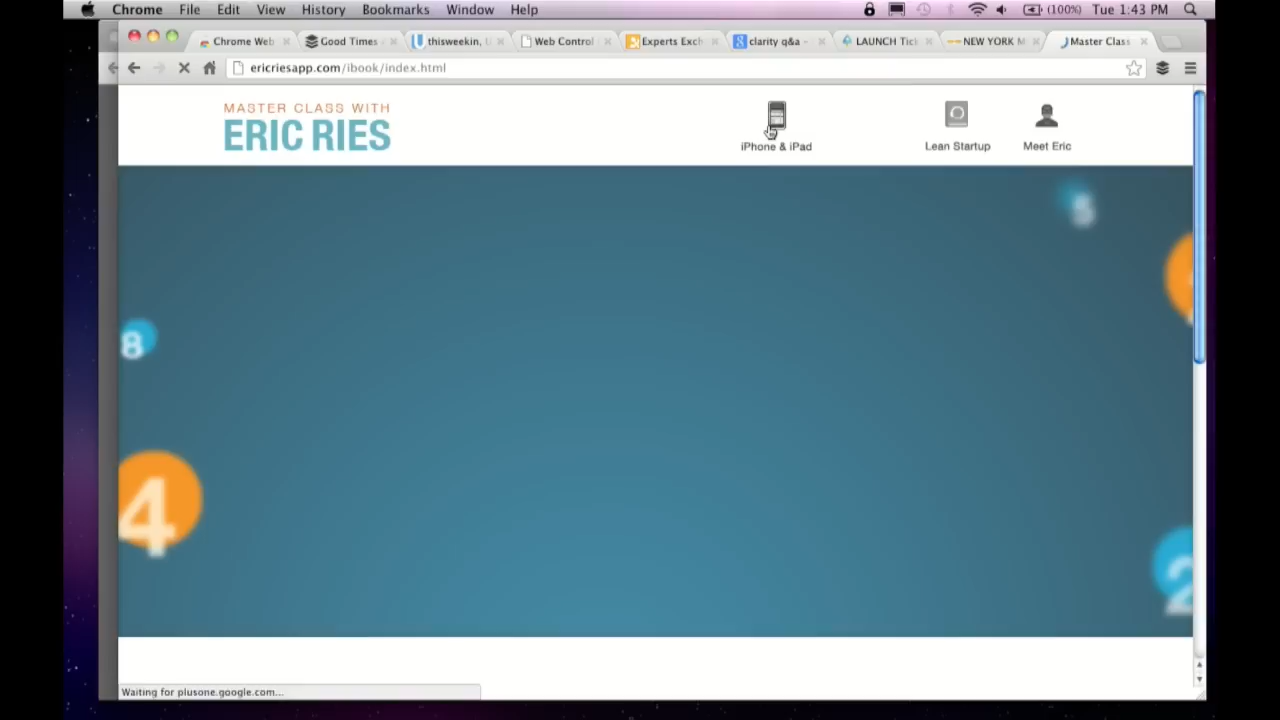 Chrome File Edit View History Bookmarks Window Help (100%) Tue 1:43 PM
Chrome Web Good Times thisweekin, Web Control Experts Exch clarity q&a - LAUNCH Tick NEW YORK M Master Class
ericriesapp.com/ibook/index.html
MASTER CLASS WITH
ERIC RIES
iPhone & iPad Lean Startup Meet Eric
5
8
4
2
Waiting for plusone.google.com...